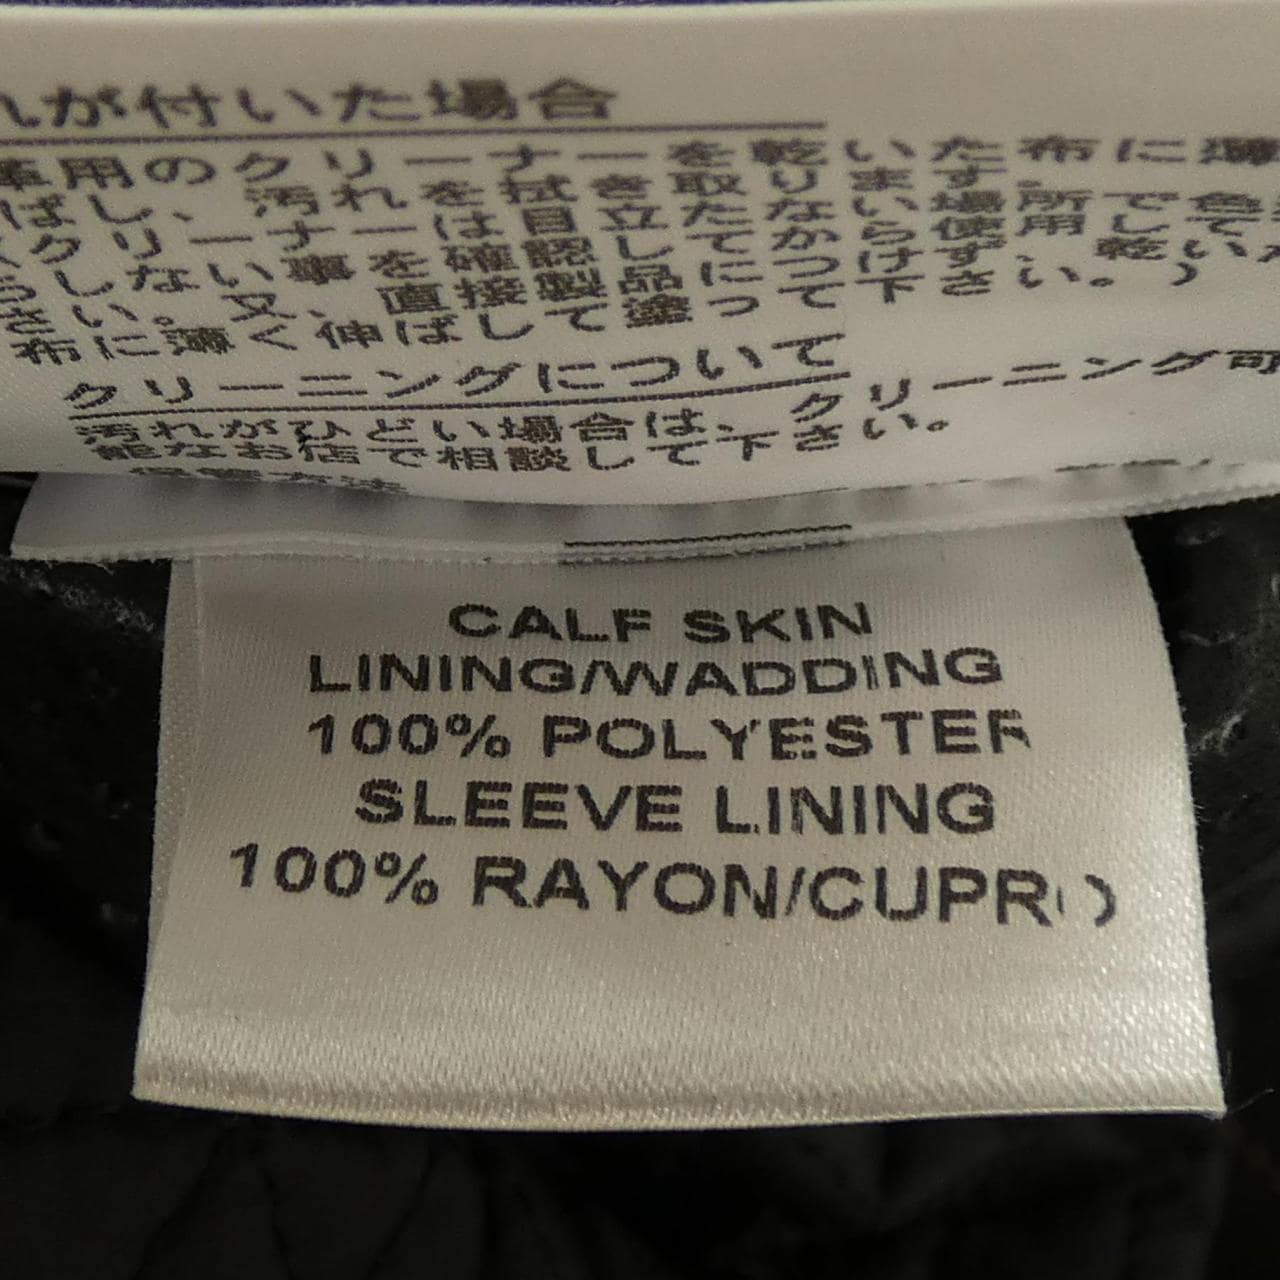 れが付いた場合
革用のクリーナーを乾いた布に薄
ばし、汚れを拭き取ります。
クリーナーは目立たない場所で色
しない事を確認してから使用して
さい。又、直接製品につけず、乾い
布に薄く伸ばして塗って下さい。)
クリーニングについて
汚れがひどい場合は、クリーニング可
能なお店で相談して下さい。
保管方法
CALF SKIN
LINING/WADDING
100% POLYESTER
SLEEVE LINING
100% RAYON/CUPRO